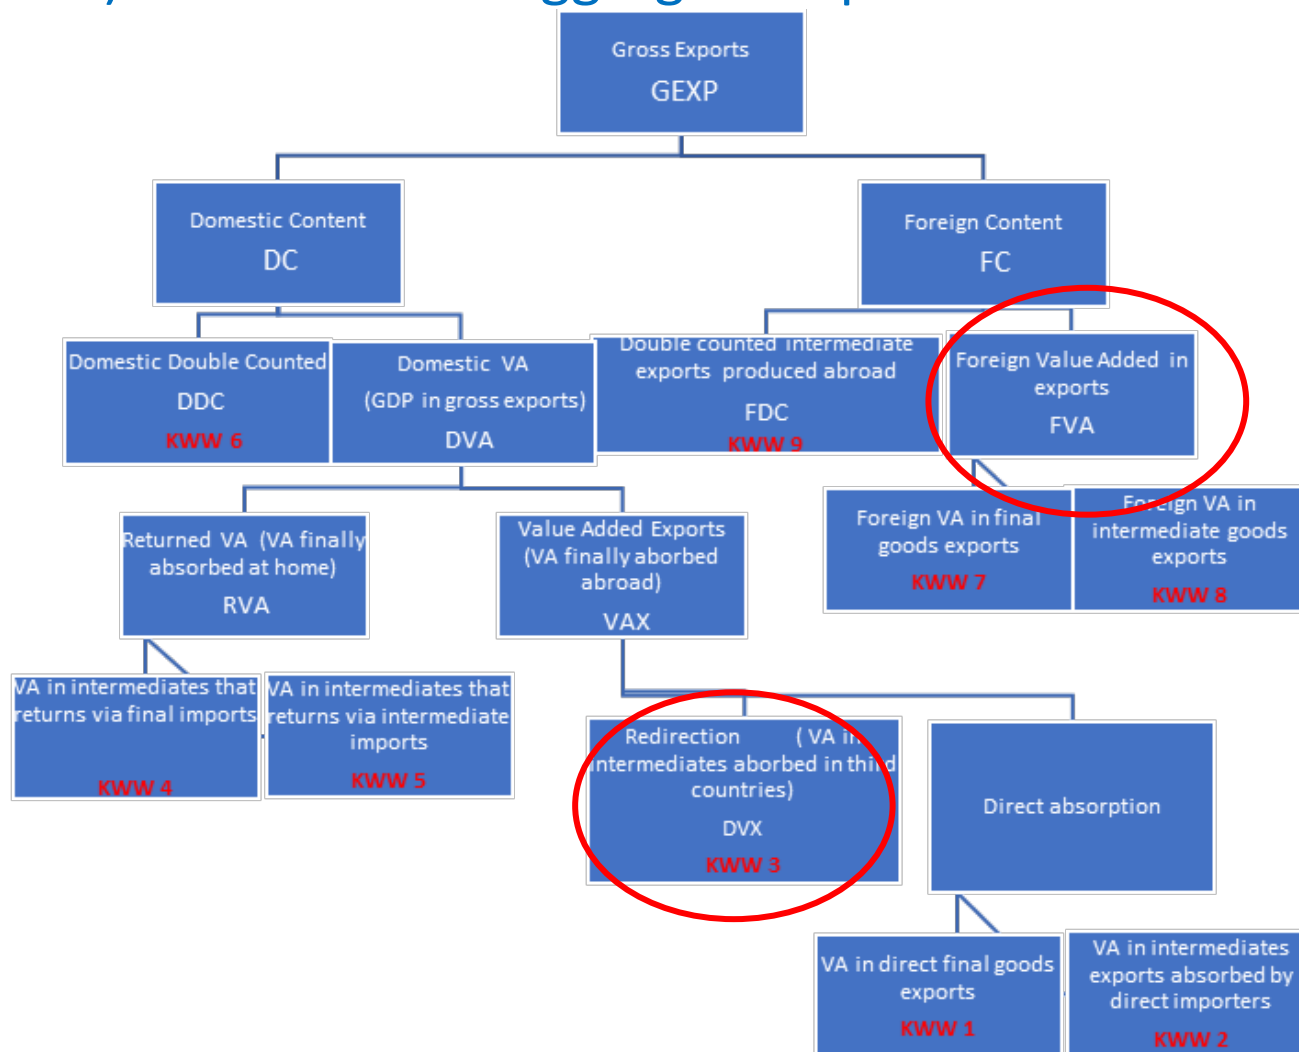 Gross Exports
GEXP
Domestic Content
DC
Foreign Content
FC
Domestic Double Counted
DDC
KWW 6
Domestic VA
(GDP in gross exports)
DVA
Double counted intermediate
exports produced abroad
FDC
KWW 9
Foreign Value Added in
exports
FVA
Returned VA (VA finally
absorbed at home)
RVA
Value Added Exports
(VA finally aborbed
abroad)
VAX
Foreign VA in final
goods exports
KWW 7
Foreign VA in
intermediate goods
exports
KWW 8
VA in intermediates that
returns via final imports
KWW 4
VA in intermediates that
returns via intermediate
imports
KWW 5
Redirection ( VA in
intermediates aborbed in third
countries)
DVX
KWW 3
Direct absorption
VA in direct final goods
exports
KWW 1
VA in intermediates
exports absorbed by
direct importers
KWW 2